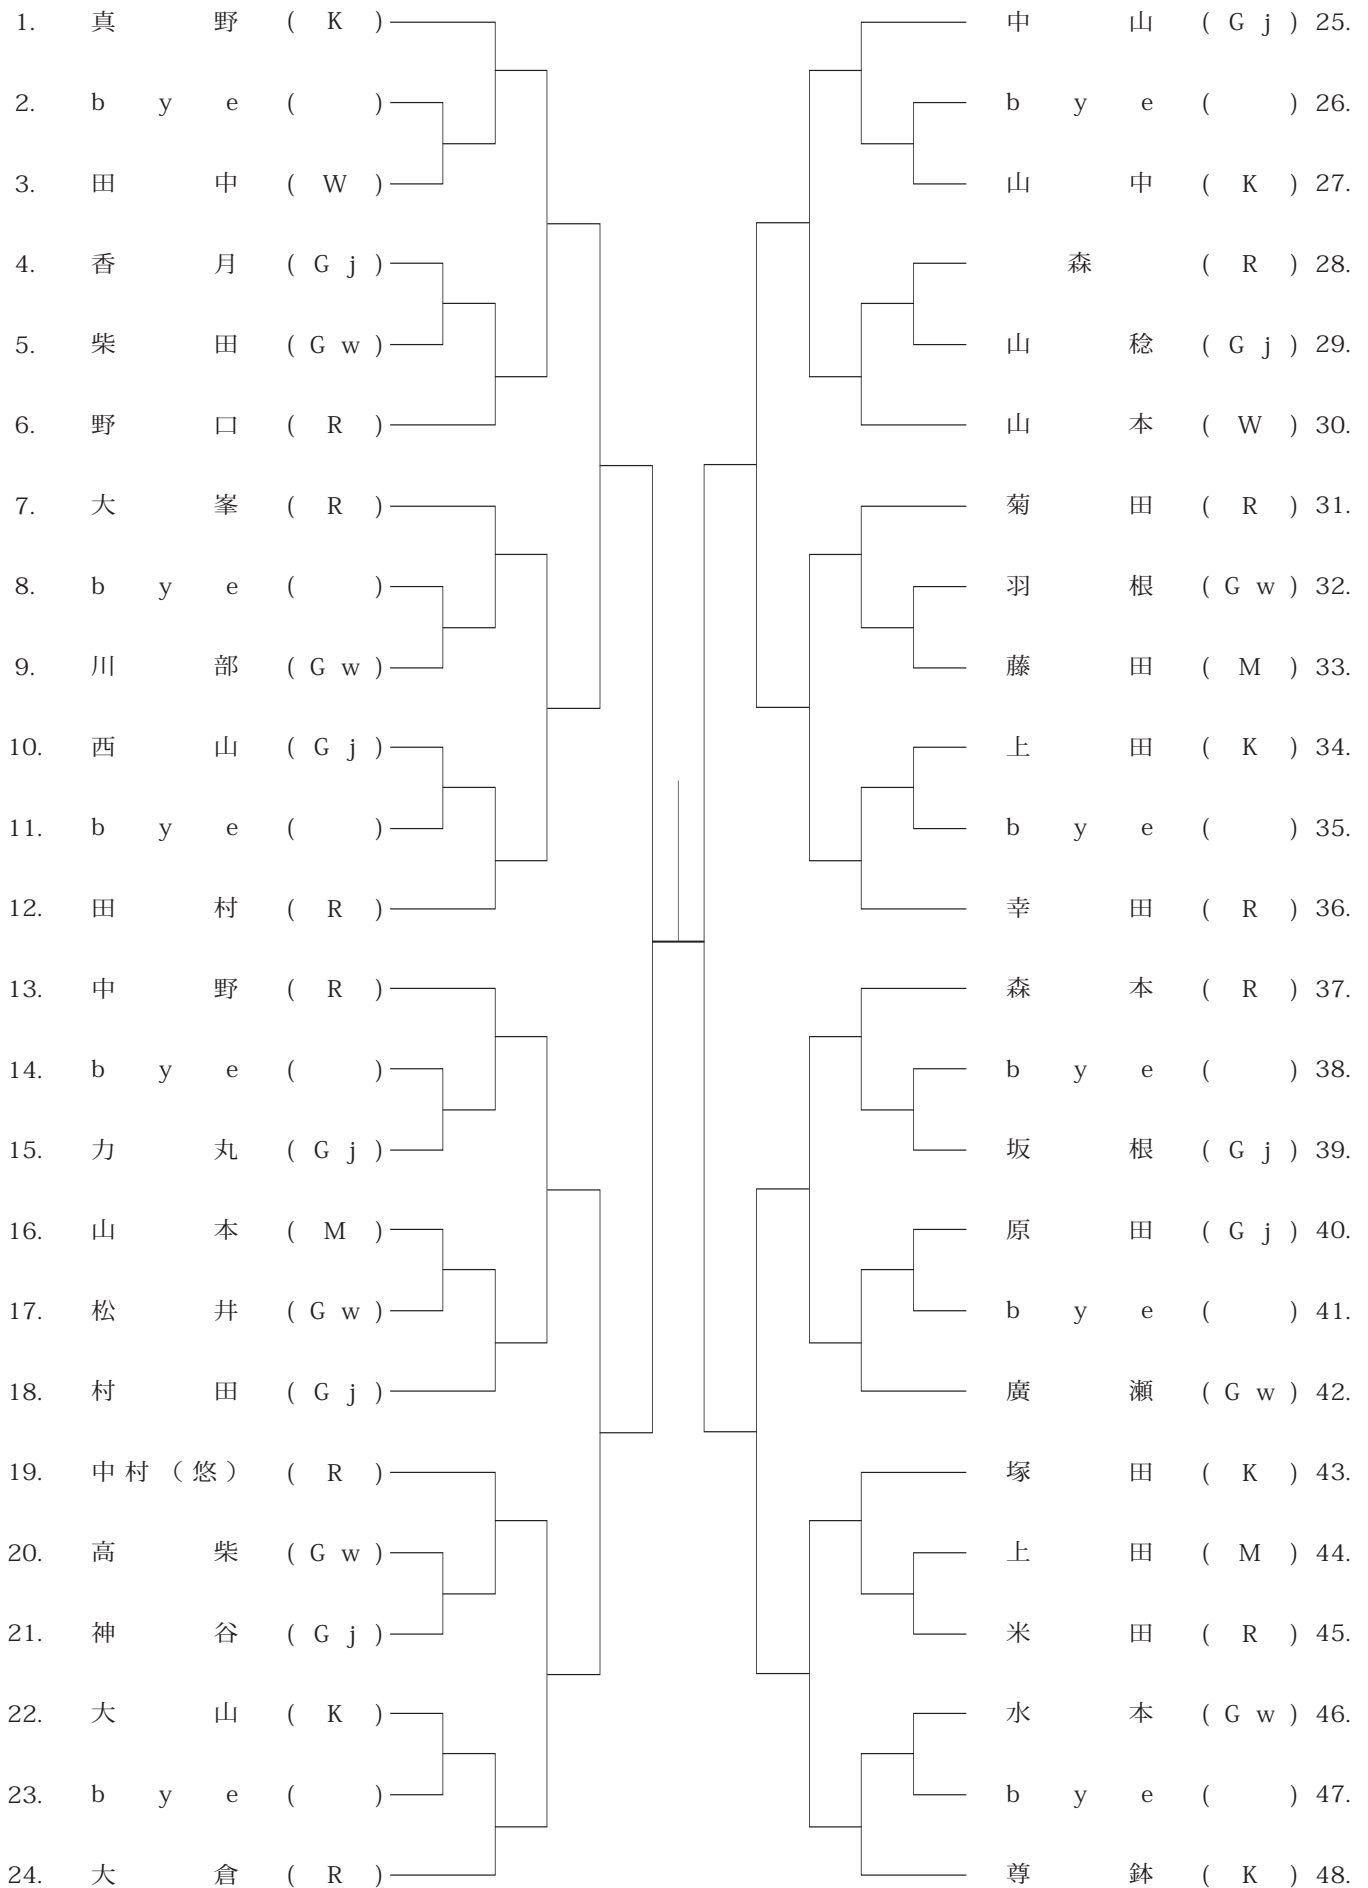 1. 真野 (K)
2. bye ( )
3. 田中 (W)
4. 香月 (Gj)
5. 柴田 (Gw)
6. 野口 (R)
7. 大峯 (R)
8. bye ( )
9. 川部 (Gw)
10. 西山 (Gj)
11. bye ( )
12. 田村 (R)
13. 中野 (R)
14. bye ( )
15. 力丸 (Gj)
16. 山本 (M)
17. 松井 (Gw)
18. 村田 (Gj)
19. 中村（悠） (R)
20. 高柴 (Gw)
21. 神谷 (Gj)
22. 大山 (K)
23. bye ( )
24. 大倉 (R)
中山 (Gj) 25.
bye ( ) 26.
山中 (K) 27.
森 (R) 28.
山稔 (Gj) 29.
山本 (W) 30.
菊田 (R) 31.
羽根 (Gw) 32.
藤田 (M) 33.
上田 (K) 34.
bye ( ) 35.
幸田 (R) 36.
森本 (R) 37.
bye ( ) 38.
坂根 (Gj) 39.
原田 (Gj) 40.
bye ( ) 41.
廣瀬 (Gw) 42.
塚田 (K) 43.
上田 (M) 44.
米田 (R) 45.
水本 (Gw) 46.
bye ( ) 47.
尊鉢 (K) 48.